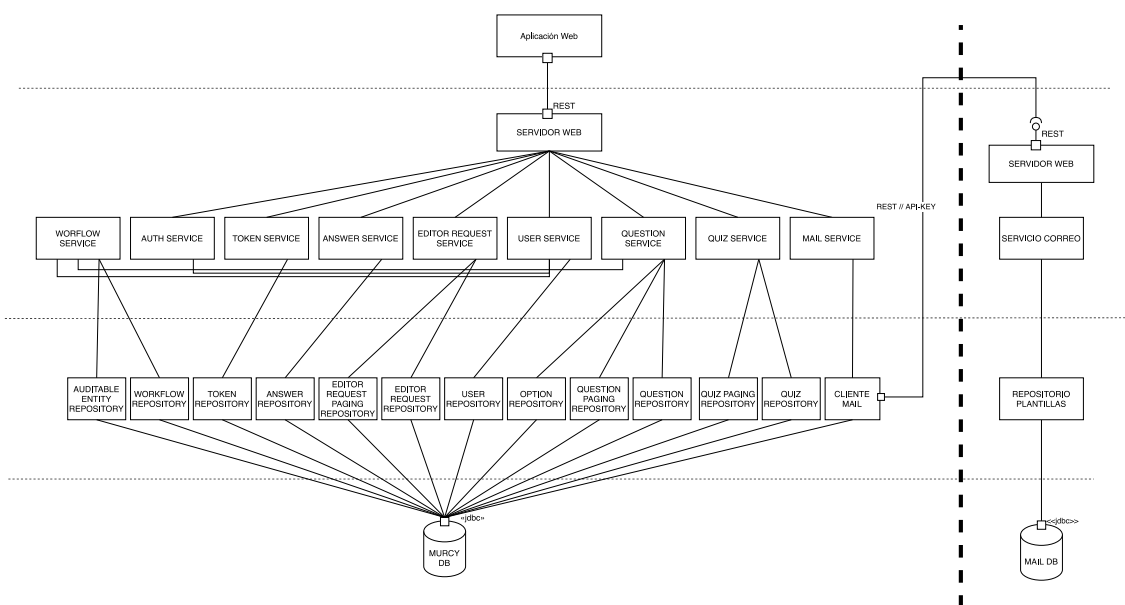 Aplicación Web
REST
SERVIDOR WEB
REST
SERVIDOR WEB
REST // API-KEY
WORFLOW
SERVICE
AUTH SERVICE
TOKEN SERVICE
ANSWER SERVICE
EDITOR REQUEST
SERVICE
USER SERVICE
QUESTION
SERVICE
QUIZ SERVICE
MAIL SERVICE
SERVICIO CORREO
AUDITABLE
ENTITY
REPOSITORY
WORKFLOW
REPOSITORY
TOKEN
REPOSITORY
ANSWER
REPOSITORY
EDITOR
REQUEST
PAGING
REPOSITORY
EDITOR
REQUEST
REPOSITORY
USER
REPOSITORY
OPTION
REPOSITORY
QUESTION
PAGING
REPOSITORY
QUESTION
REPOSITORY
QUIZ PAGING
REPOSITORY
QUIZ
REPOSITORY
CLIENTE
MAIL
REPOSITORIO
PLANTILLAS
«jdbc»
MURCY
DB
<<jdbc>>
MAIL DB